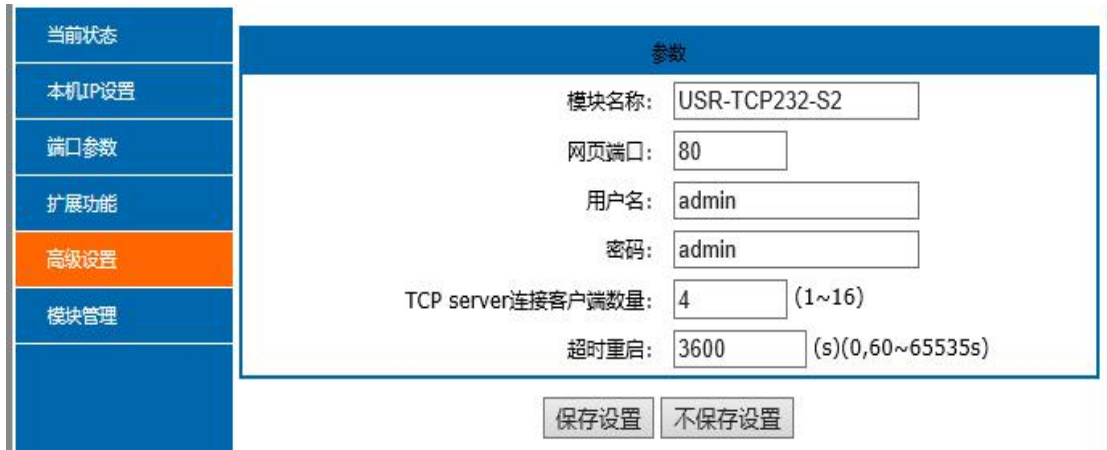 当前状态
本机IP设置
端口参数
扩展功能
高级设置
模块管理
参数
模块名称: USR-TCP232-S2
网页端口: 80
用户名: admin
密码: admin
TCP server连接客户端数量: 4 (1~16)
超时重启: 3600 (s)(0,60~65535s)
保存设置 不保存设置